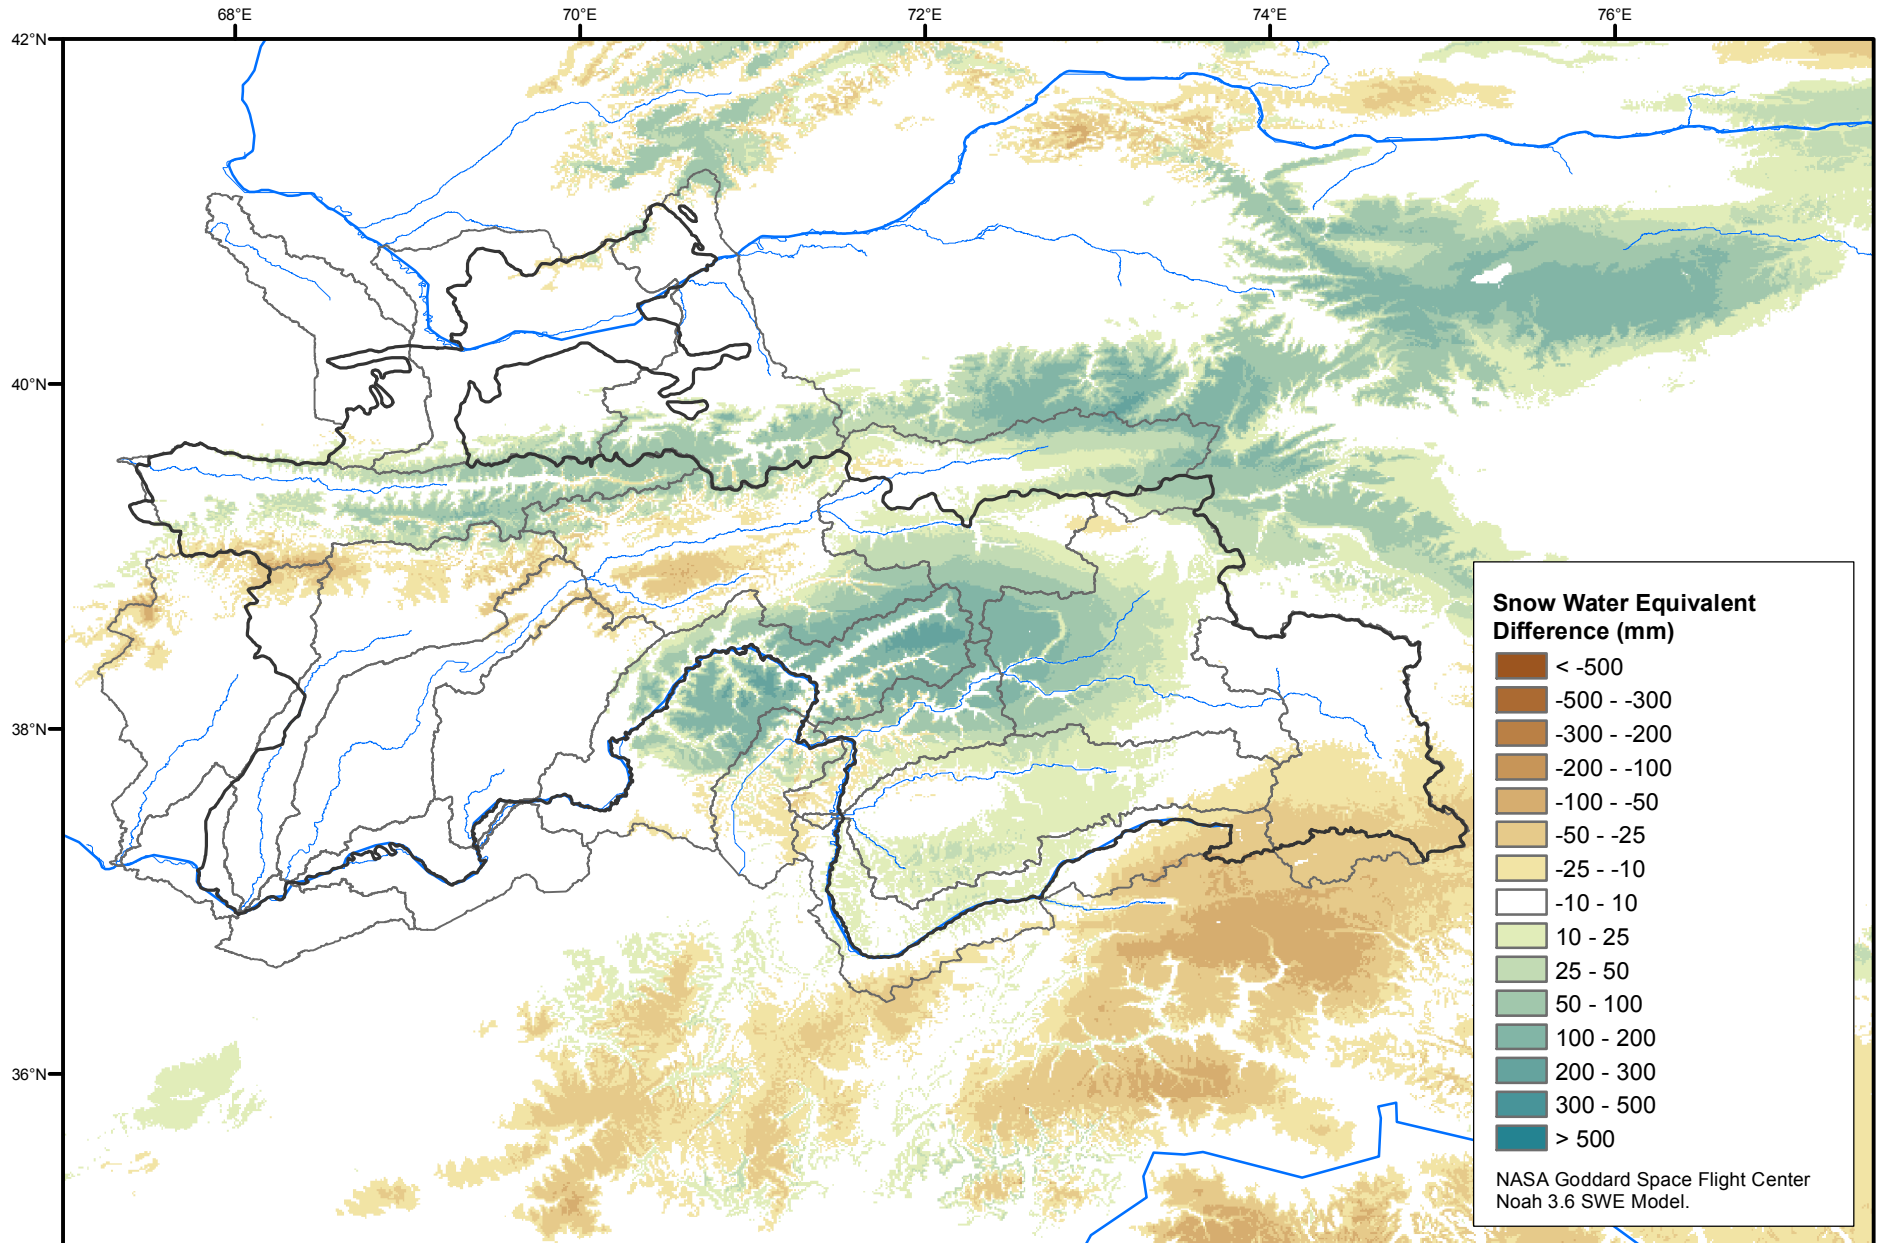 68°E 70°E 72°E 74°E 76°E
42°N
40°N
38°N
36°N
Snow Water Equivalent
Difference (mm)
< -500
-500 - -300
-300 - -200
-200 - -100
-100 - -50
-50 - -25
-25 - -10
-10 - 10
10 - 25
25 - 50
50 - 100
100 - 200
200 - 300
300 - 500
> 500
NASA Goddard Space Flight Center
Noah 3.6 SWE Model.